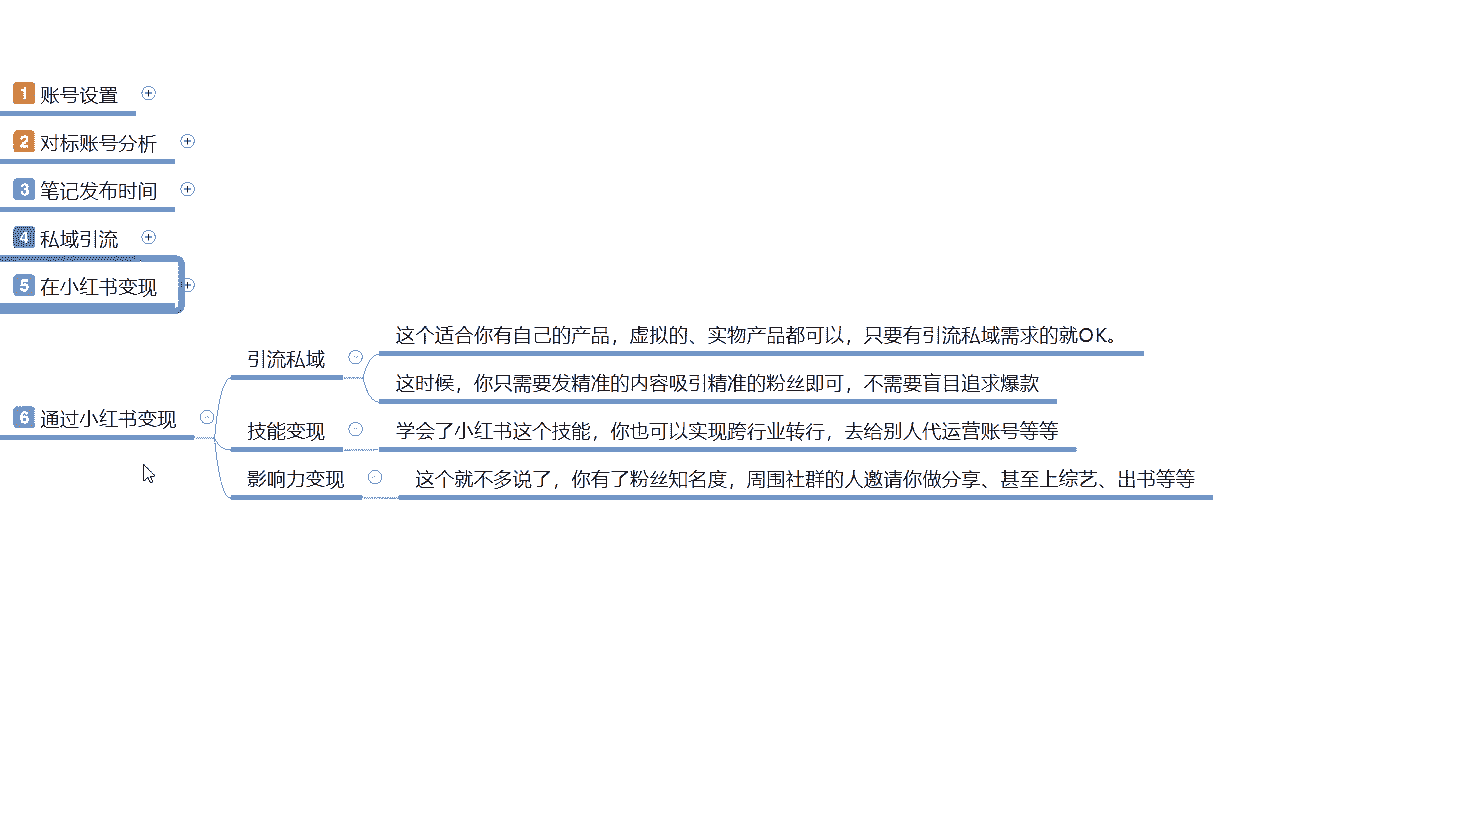 1 账号设置
2 对标账号分析
3 笔记发布时间
4 私域引流
5 在小红书变现
6 通过小红书变现
引流私域
这个适合你有自己的产品，虚拟的、实物产品都可以，只要有引流私域需求的就OK。
这时候，你只需要发精准的内容吸引精准的粉丝即可，不需要盲目追求爆款
技能变现
学会了小红书这个技能，你也可以实现跨行业转行，去给别人代运营账号等等
影响力变现
这个就不多说了，你有了粉丝知名度，周围社群的人邀请你做分享、甚至上综艺、出书等等